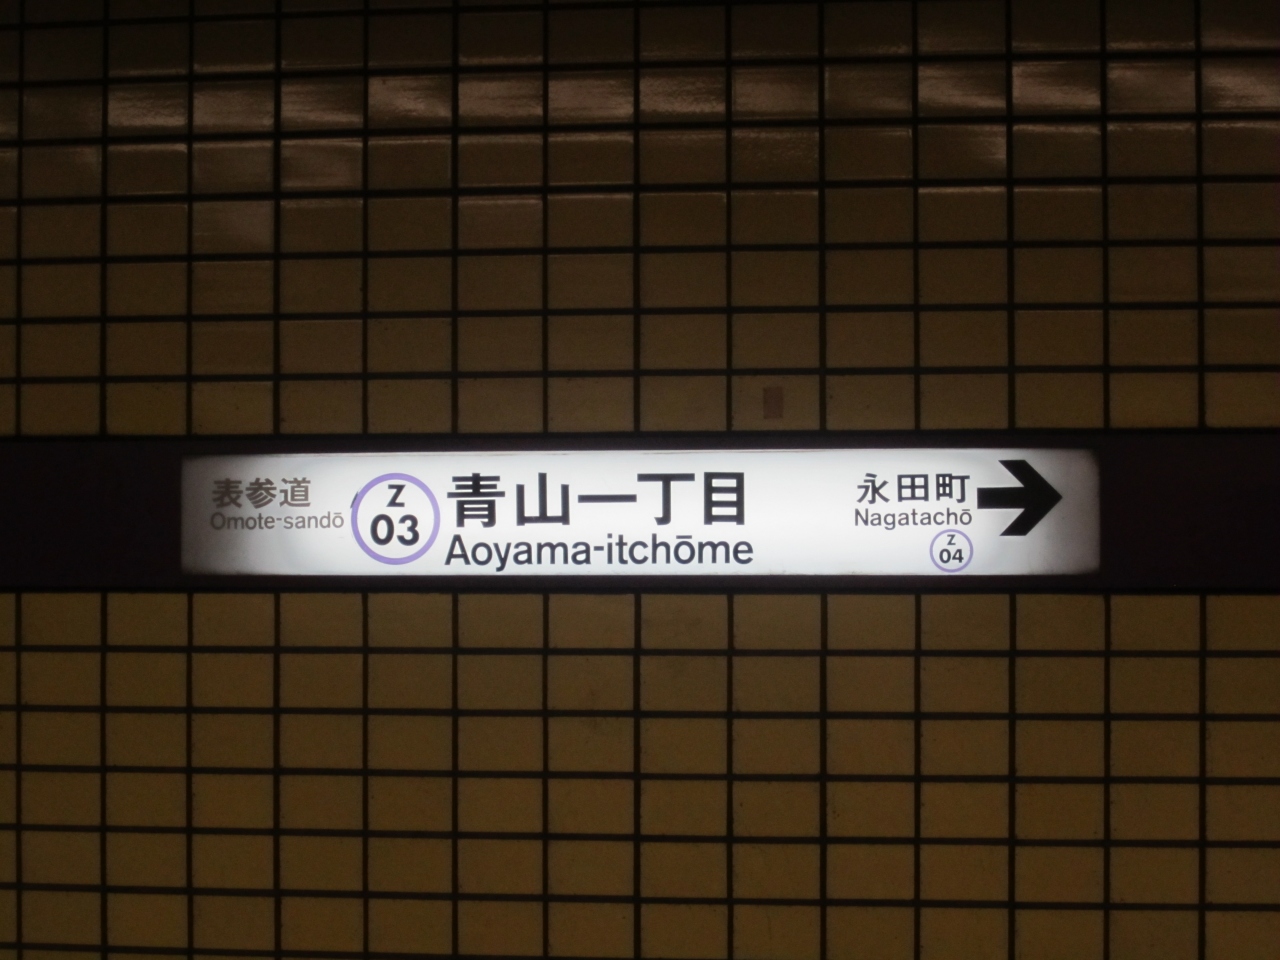 表参道
Omote-sandō
Z
03
青山一丁目
Aoyama-itchōme
永田町
Nagatachō
Z
04